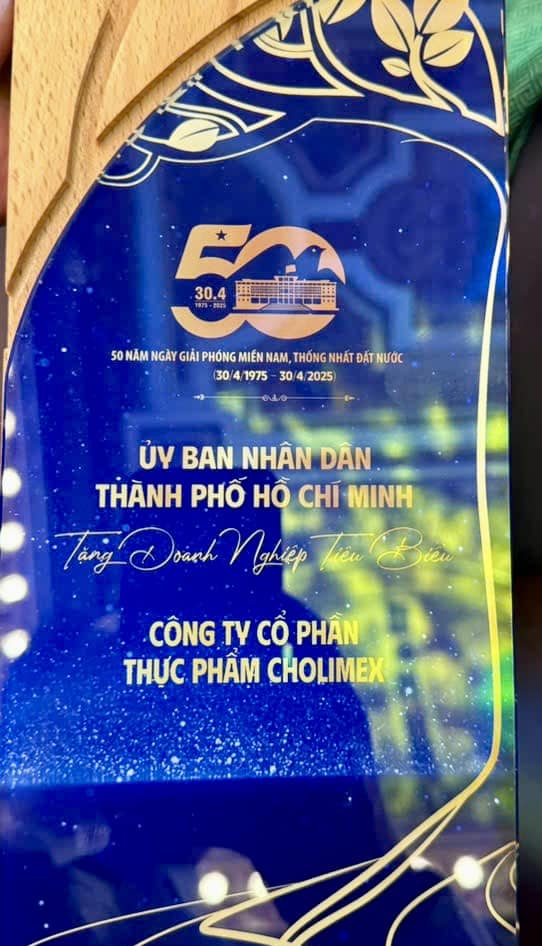 50
30.4
1975 - 2025
50 NĂM NGÀY GIẢI PHÓNG MIỀN NAM, THỐNG NHẤT ĐẤT NƯỚC
(30/4/1975 - 30/4/2025)
ỦY BAN NHÂN DÂN
THÀNH PHỐ HỒ CHÍ MINH
Tặng Doanh Nghiệp Tiêu Biểu
CÔNG TY CỔ PHẦN
THỰC PHẨM CHOLIMEX